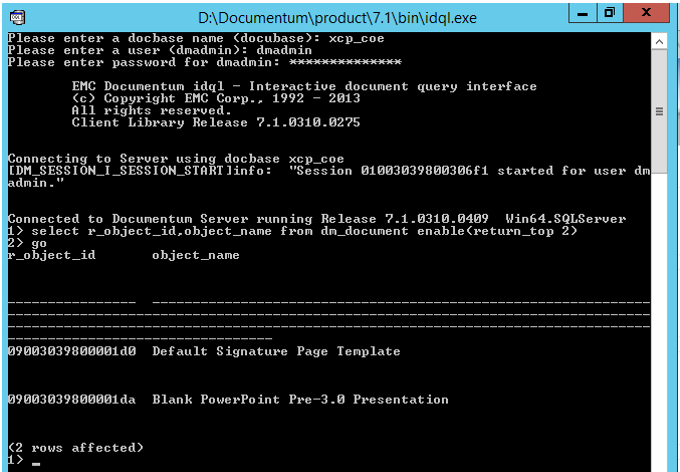 D:\Documentum\product\7.1\bin\idql.exe
Please enter a docbase name (docubase): xcp_coe
Please enter a user (dmadmin): dmadmin
Please enter password for dmadmin: **************
EMC Documentum idql - Interactive document query interface
(c) Copyright EMC Corp., 1992 - 2013
All rights reserved.
Client Library Release 7.1.0310.0275
Connecting to Server using docbase xcp_coe
[DM_SESSION_I_SESSION_START]info:  "Session 01003039800306f1 started for user dm
admin."
Connected to Documentum Server running Release 7.1.0310.0409  Win64.SQLServer
1> select r_object_id,object_name from dm_document enable(return_top 2)
2> go
r_object_id       object_name
----------------  --------------------------------------------------------------
--------------------------------------------------------------------------------
--------------------------------------------------------------------------------
---------------------------------
09003039800001d0  Default Signature Page Template
09003039800001da  Blank PowerPoint Pre-3.0 Presentation
(2 rows affected)
1> _